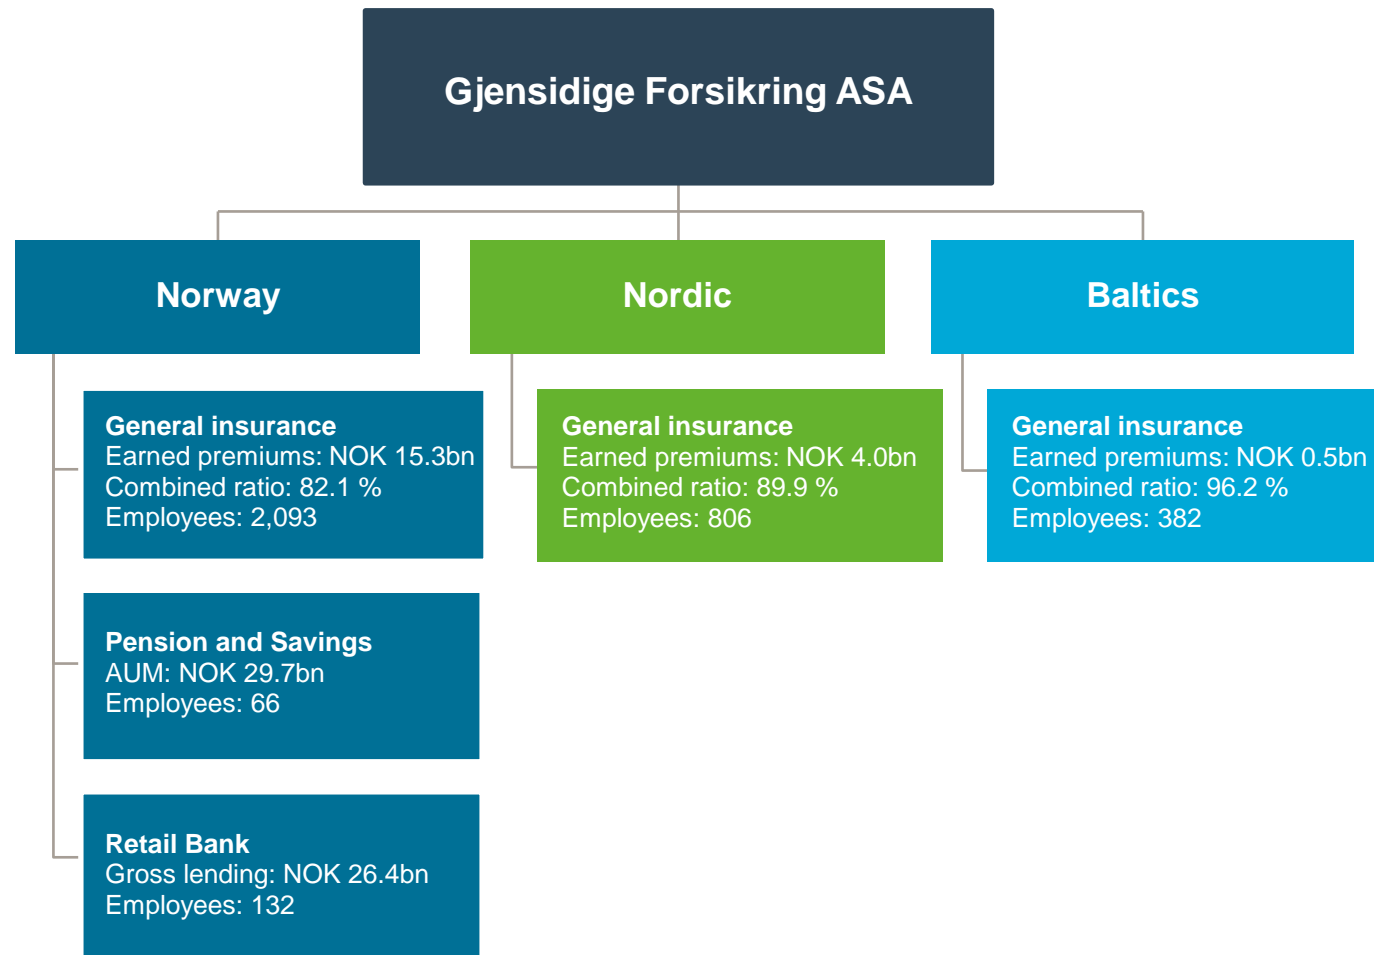 Gjensidige Forsikring ASA
Norway
Nordic
Baltics
General insurance
Earned premiums: NOK 15.3bn
Combined ratio: 82.1 %
Employees: 2,093
General insurance
Earned premiums: NOK 4.0bn
Combined ratio: 89.9 %
Employees: 806
General insurance
Earned premiums: NOK 0.5bn
Combined ratio: 96.2 %
Employees: 382
Pension and Savings
AUM: NOK 29.7bn
Employees: 66
Retail Bank
Gross lending: NOK 26.4bn
Employees: 132